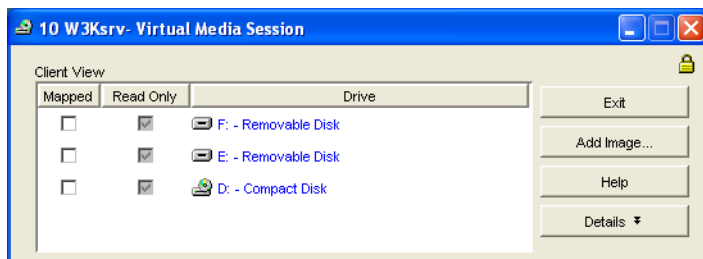 10 W3Ksrv- Virtual Media Session
Client View
Mapped Read Only Drive
F: - Removable Disk
E: - Removable Disk
D: - Compact Disk
Exit
Add Image...
Help
Details